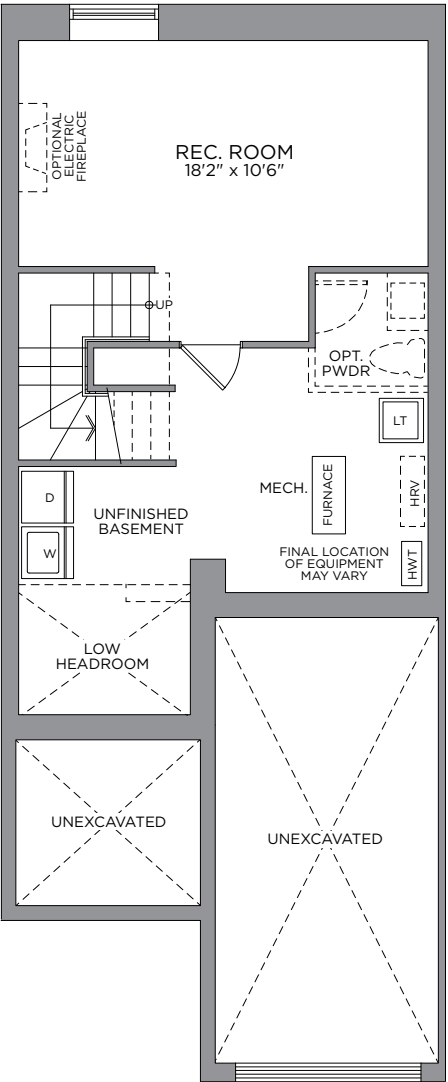 OPTIONAL
ELECTRIC
FIREPLACE
REC. ROOM
18'2" x 10'6"
UP
OPT.
PWDR
LT
D
W
UNFINISHED
BASEMENT
MECH.
FURNACE
HRV
HWT
FINAL LOCATION
OF EQUIPMENT
MAY VARY
LOW
HEADROOM
UNEXCAVATED
UNEXCAVATED